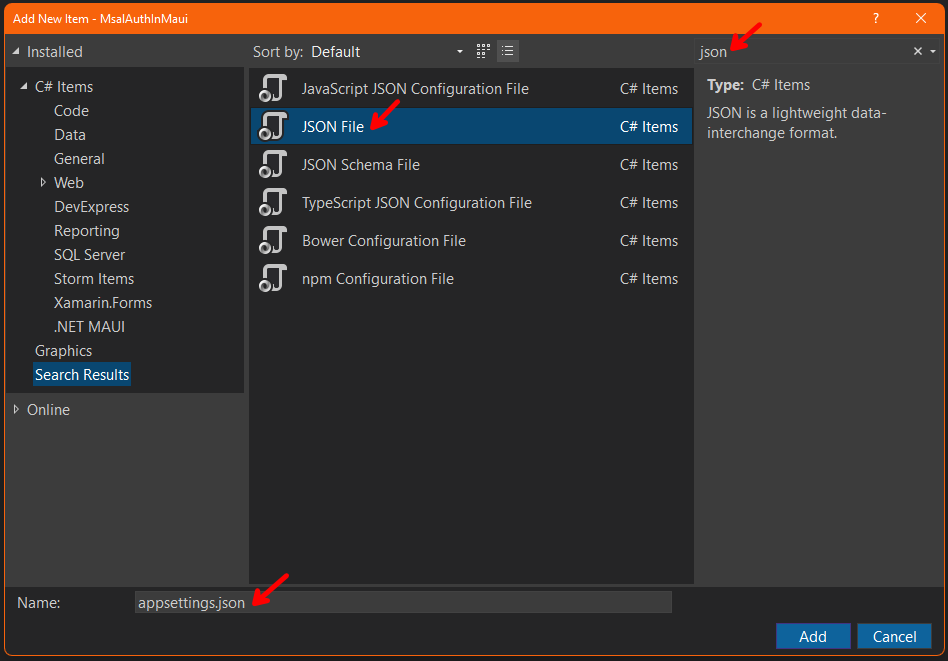 Add New Item - MsalAuthInMaui
?
Installed
Sort by: Default
json
C# Items
Code
Data
General
Web
DevExpress
Reporting
SQL Server
Storm Items
Xamarin.Forms
.NET MAUI
Graphics
Search Results
Online
JavaScript JSON Configuration File C# Items
JSON File C# Items
JSON Schema File C# Items
TypeScript JSON Configuration File C# Items
Bower Configuration File C# Items
npm Configuration File C# Items
Type: C# Items
JSON is a lightweight data-
interchange format.
Name: appsettings.json
Add Cancel